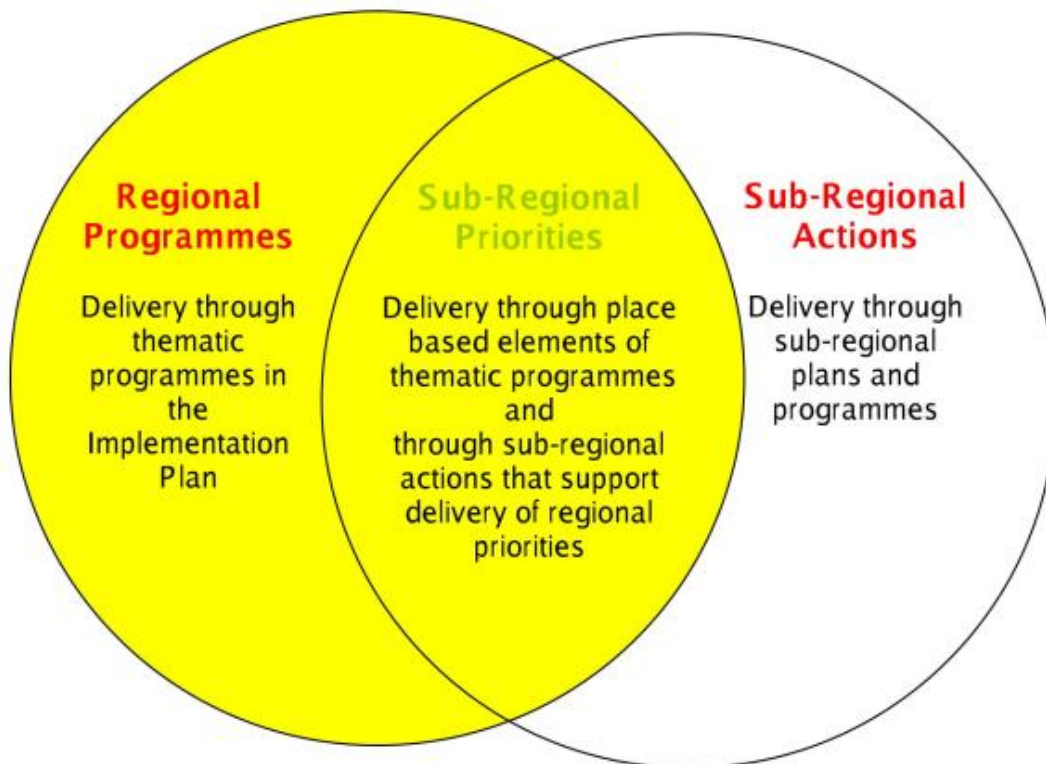 Regional
Programmes
Delivery through
thematic
programmes in
the
Implementation
Plan
Sub-Regional
Priorities
Delivery through place
based elements of
thematic programmes
and
through sub-regional
actions that support
delivery of regional
priorities
Sub-Regional
Actions
Delivery through
sub-regional
plans and
programmes